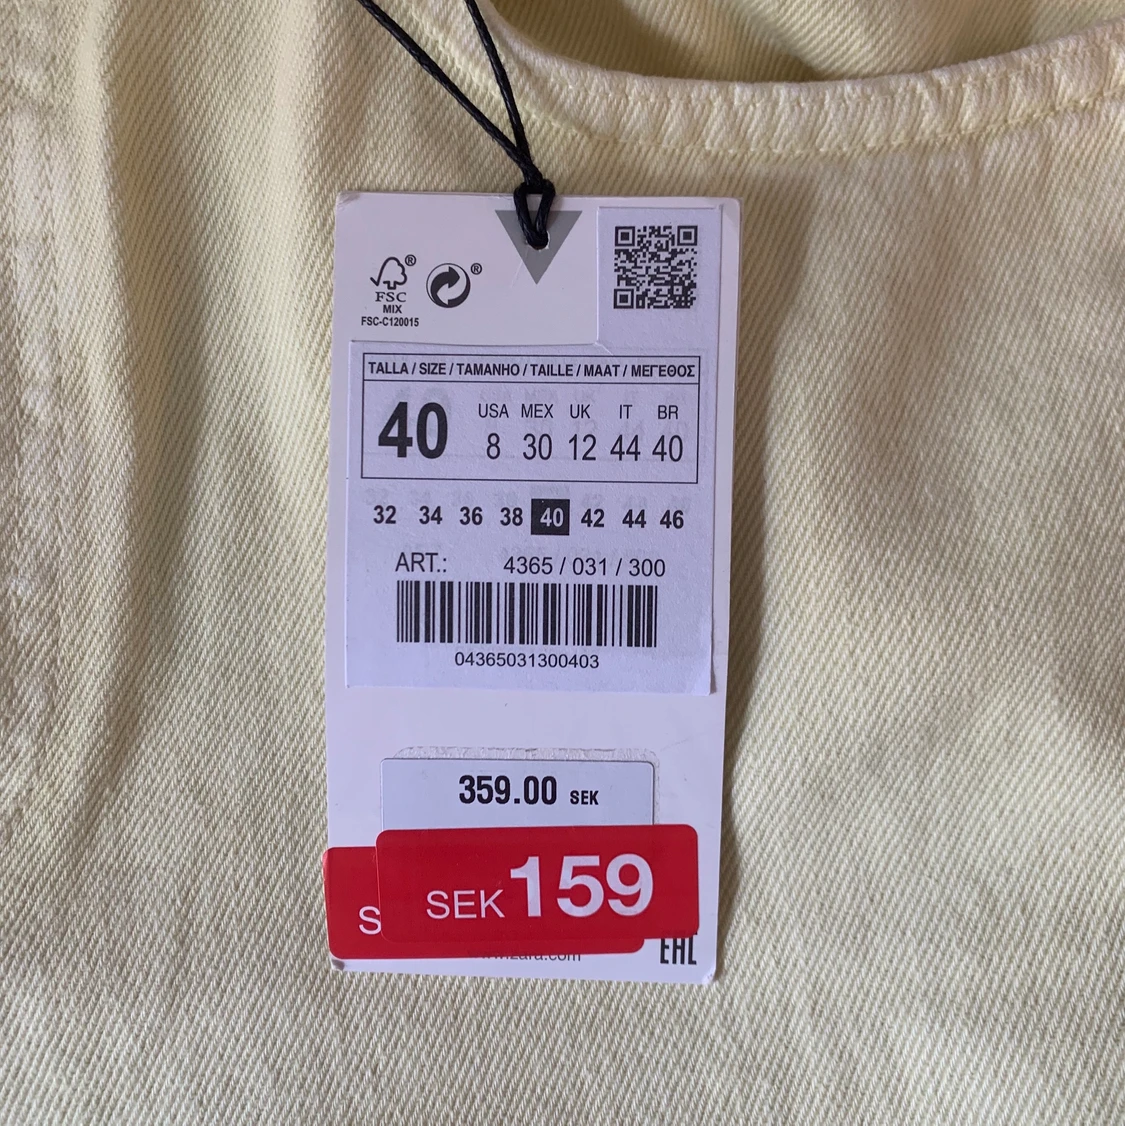 ®
®
FSC
MIX
FSC-C120015
TALLA / SIZE / TAMANHO / TAILLE / MAAT / ΜΕΓΕΘΟΣ
40
USA MEX UK IT BR
8 30 12 44 40
32 34 36 38 40 42 44 46
ART.: 4365 / 031 / 300
04365031300403
359.00 SEK
SEK159
S
EAC